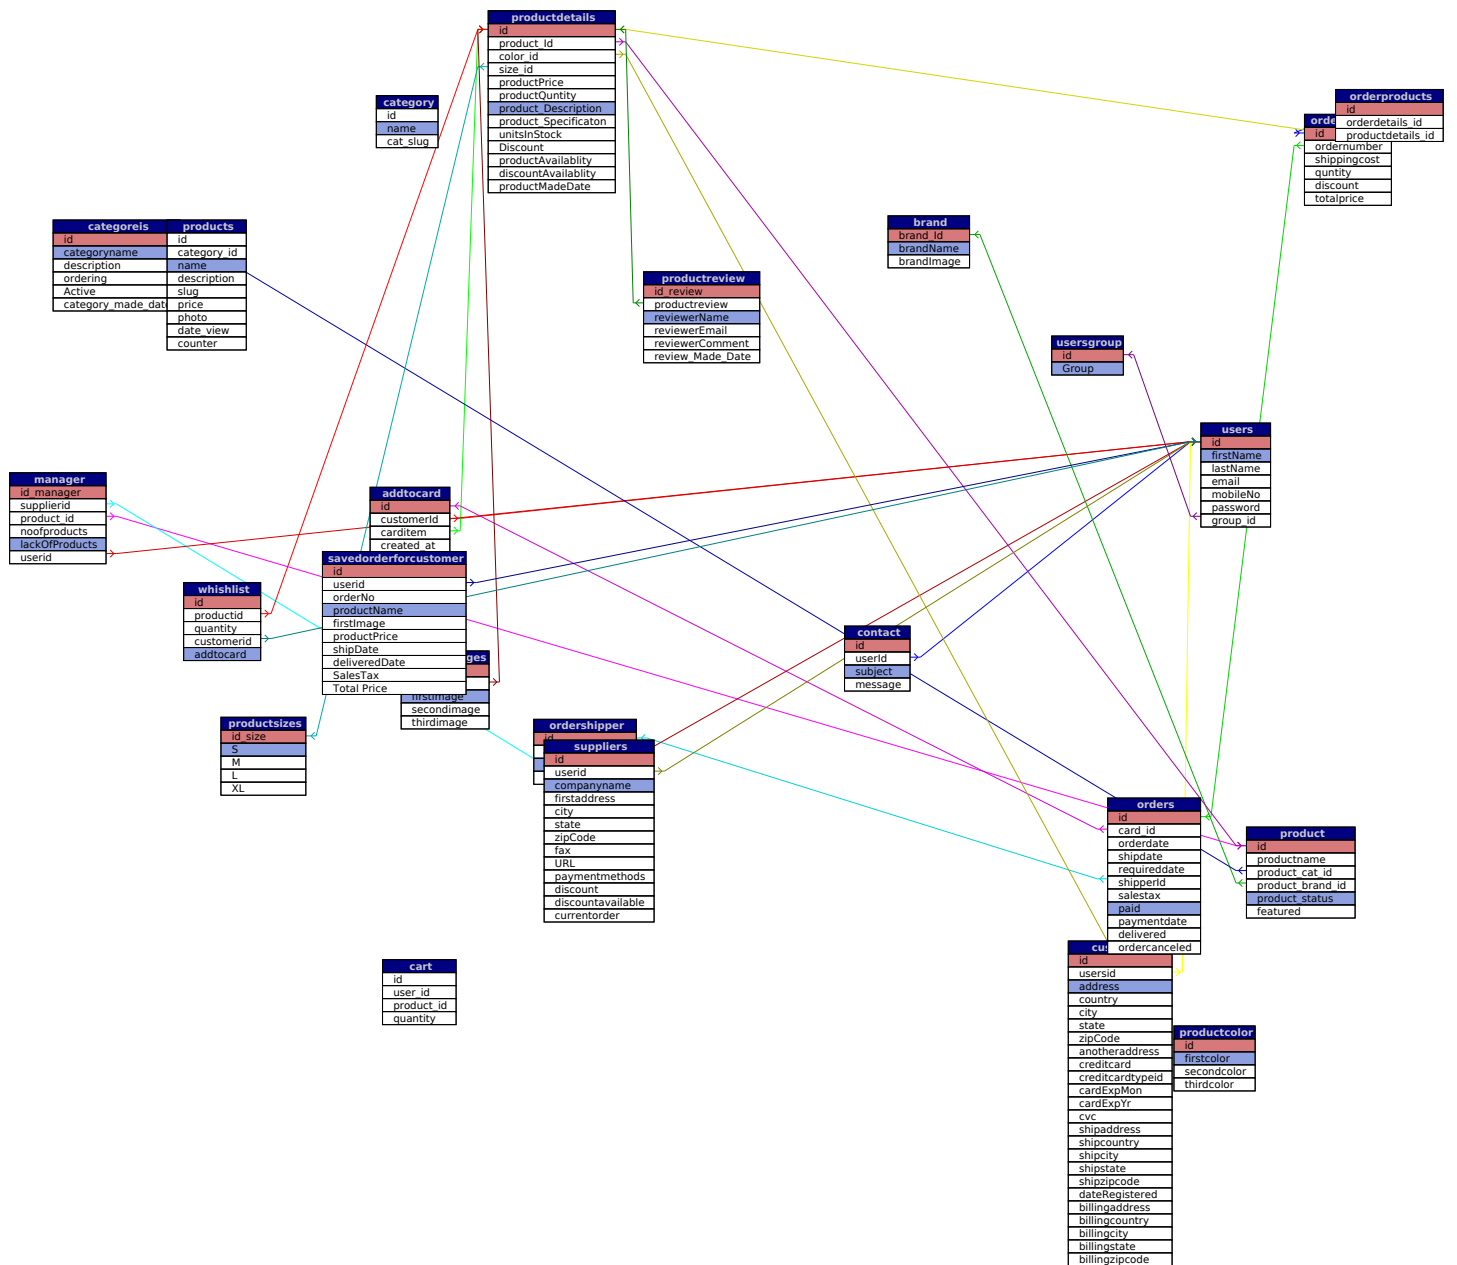 productdetails
id
product_Id
color_id
size_id
productPrice
productQuntity
product_Description
product_Specificaton
unitsInStock
Discount
productAvailablity
discountAvailablity
productMadeDate
category
id
name
cat_slug
orderproducts
id
orderdetails_id
productdetails_id
orde
id
ordernumber
shippingcost
quntity
discount
totalprice
categoreis
id
categoryname
description
ordering
Active
category_made_date
products
id
category_id
name
description
slug
price
photo
date_view
counter
brand
brand_Id
brandName
brandImage
productreview
id_review
productreview
reviewerName
reviewerEmail
reviewerComment
review_Made_Date
usersgroup
id
Group
users
id
firstName
lastName
email
mobileNo
password
group_id
manager
id_manager
supplierid
product_id
noofproducts
lackOfProducts
userid
addtocard
id
customerId
carditem
created_at
savedorderforcustomer
id
userid
orderNo
productName
firstImage
productPrice
shipDate
deliveredDate
SalesTax
Total Price
whishlist
id
productid
quantity
customerid
addtocard
ges
firstimage
secondimage
thirdimage
contact
id
userId
subject
message
productsizes
id_size
S
M
L
XL
ordershipper
id
suppliers
id
userid
companyname
firstaddress
city
state
zipCode
fax
URL
paymentmethods
discount
discountavailable
currentorder
orders
id
card_id
orderdate
shipdate
requireddate
shipperId
salestax
paid
paymentdate
delivered
ordercanceled
product
id
productname
product_cat_id
product_brand_id
product_status
featured
cus
id
usersid
address
country
city
state
zipCode
anotheraddress
creditcard
creditcardtypeid
cardExpMon
cardExpYr
cvc
shipaddress
shipcountry
shipcity
shipstate
shipzipcode
dateRegistered
billingaddress
billingcountry
billingcity
billingstate
billingzipcode
cart
id
user_id
product_id
quantity
productcolor
id
firstcolor
secondcolor
thirdcolor